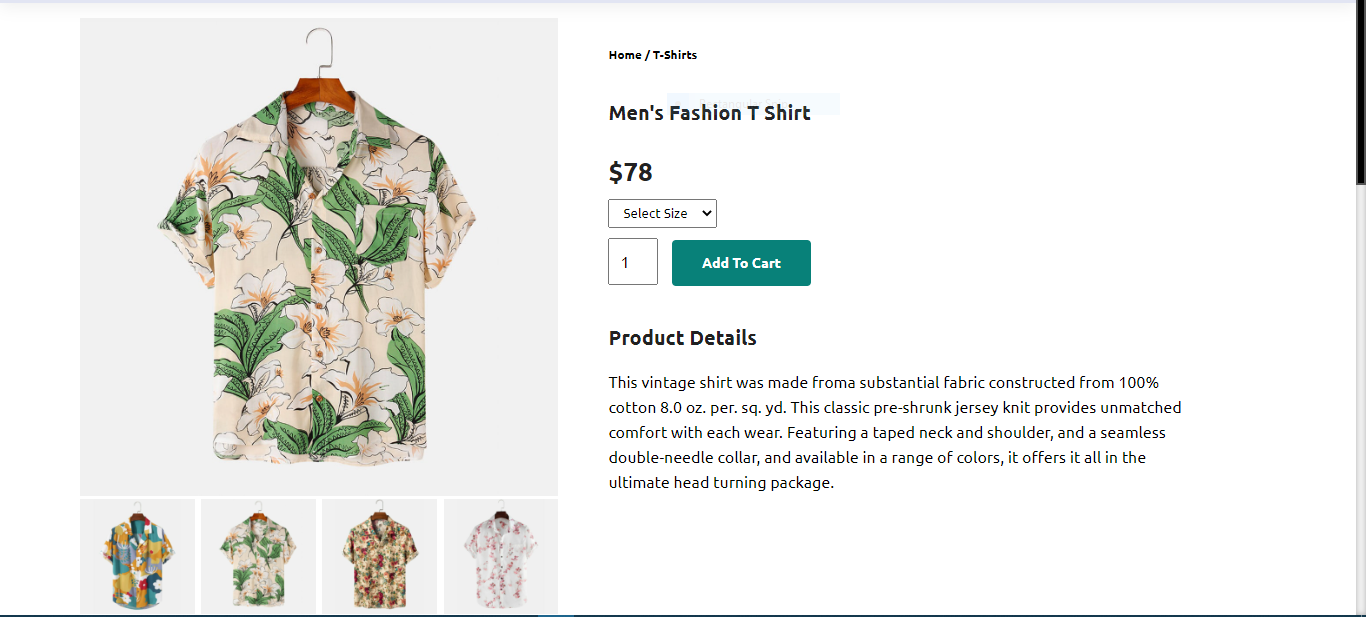 Home / T-Shirts
Men's Fashion T Shirt
$78
Select Size
1
Add To Cart
Product Details
This vintage shirt was made froma substantial fabric constructed from 100%
cotton 8.0 oz. per. sq. yd. This classic pre-shrunk jersey knit provides unmatched
comfort with each wear. Featuring a taped neck and shoulder, and a seamless
double-needle collar, and available in a range of colors, it offers it all in the
ultimate head turning package.